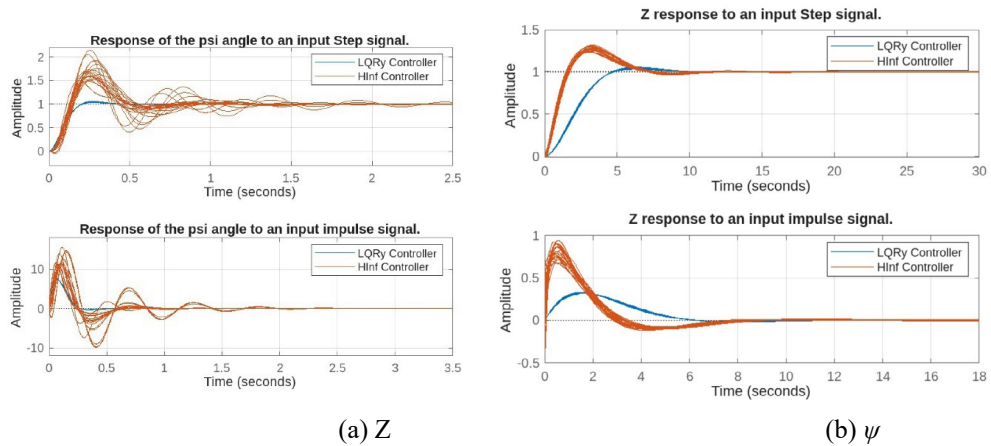 Response of the psi angle to an input Step signal.
LQRy Controller
HInf Controller
Amplitude
2
1.5
1
0.5
0
0 0.5 1 1.5 2 2.5
Time (seconds)
Response of the psi angle to an input impulse signal.
LQRy Controller
HInf Controller
Amplitude
10
0
-10
0 0.5 1 1.5 2 2.5 3 3.5
Time (seconds)
(a) Z
Z response to an input Step signal.
LQRy Controller
HInf Controller
Amplitude
1.5
1
0.5
0
0 5 10 15 20 25 30
Time (seconds)
Z response to an input impulse signal.
LQRy Controller
HInf Controller
Amplitude
1
0.5
0
-0.5
0 2 4 6 8 10 12 14 16 18
Time (seconds)
(b) ψ